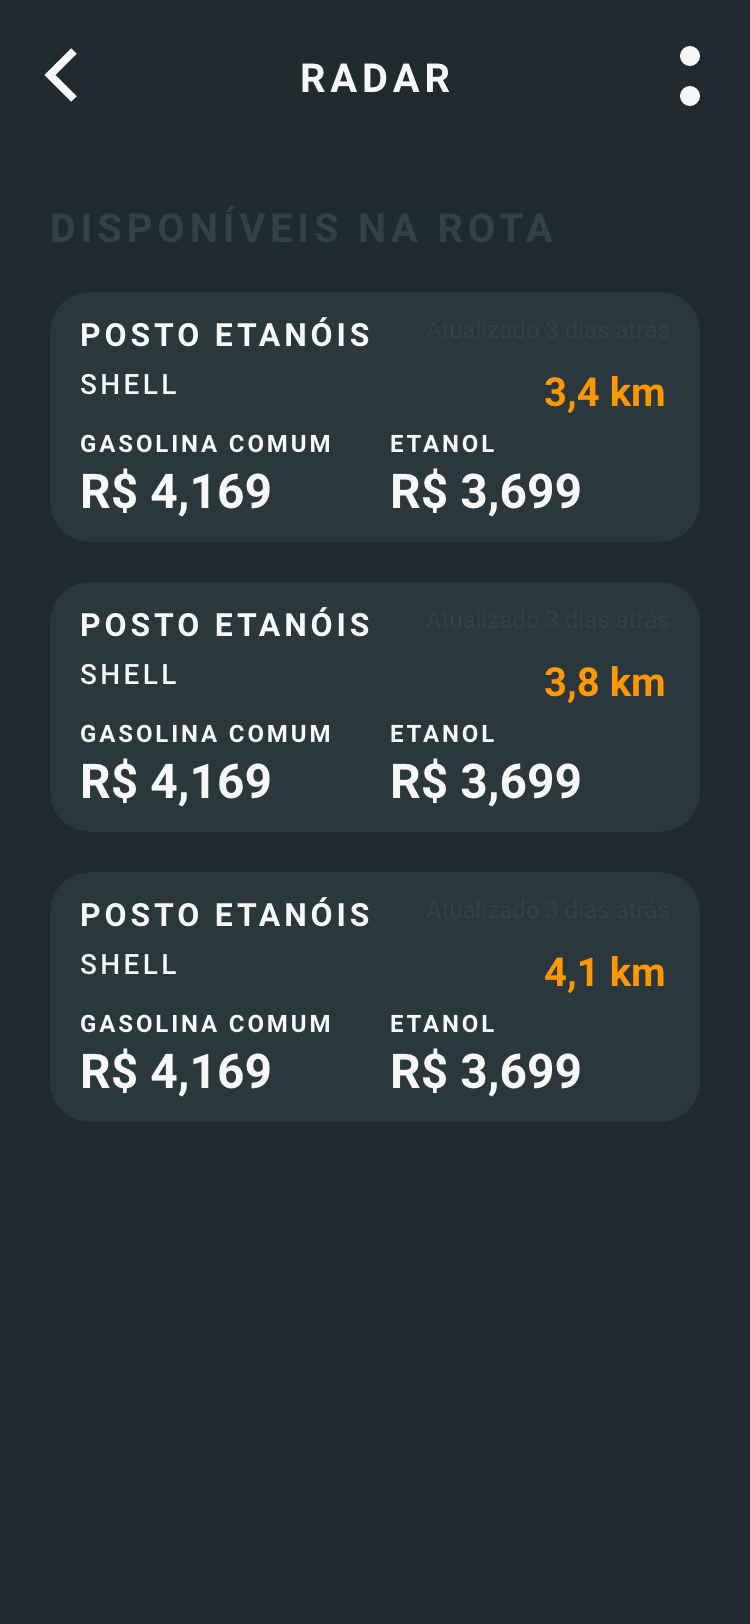 RADAR
DISPONÍVEIS NA ROTA
POSTO ETANÓIS
Atualizado 3 dias atrás
SHELL
3,4 km
GASOLINA COMUM ETANOL
R$ 4,169 R$ 3,699
POSTO ETANÓIS
Atualizado 3 dias atrás
SHELL
3,8 km
GASOLINA COMUM ETANOL
R$ 4,169 R$ 3,699
POSTO ETANÓIS
Atualizado 3 dias atrás
SHELL
4,1 km
GASOLINA COMUM ETANOL
R$ 4,169 R$ 3,699